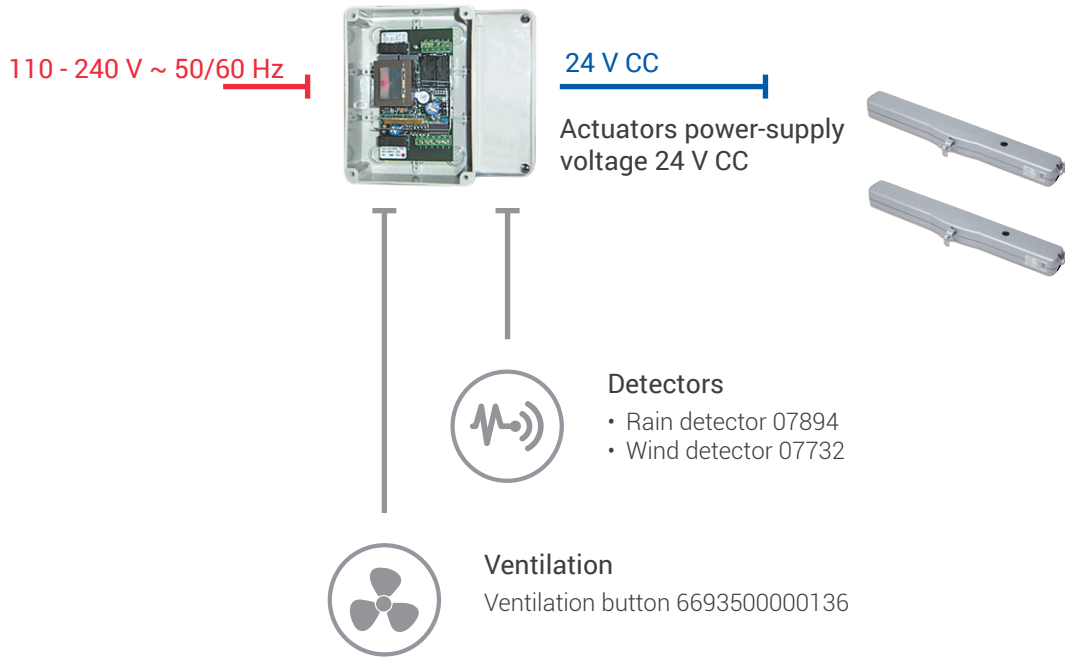 110 - 240 V ~ 50/60 Hz
24 V CC
Actuators power-supply
voltage 24 V CC
Detectors
• Rain detector 07894
• Wind detector 07732
Ventilation
Ventilation button 6693500000136